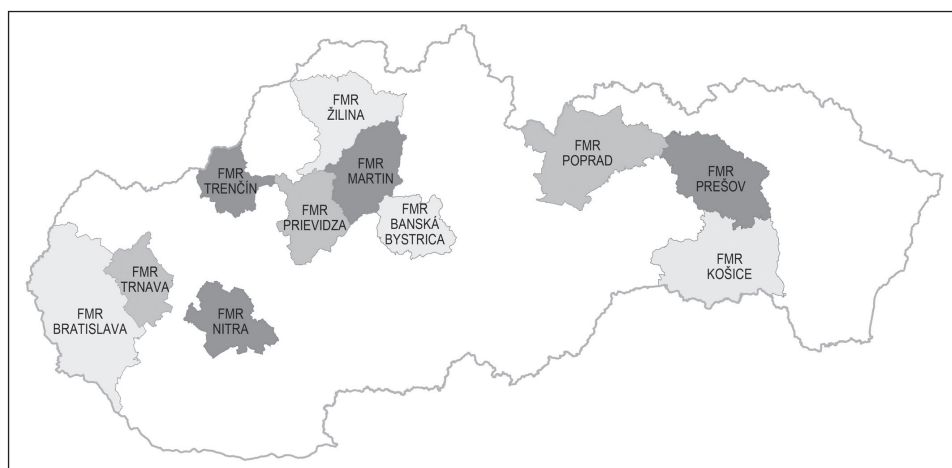 FMR
ŽILINA
FMR
MARTIN
FMR
TRENČÍN
FMR
PRIEVIDZA
FMR
BANSKÁ
BYSTRICA
FMR
POPRAD
FMR
PREŠOV
FMR
KOŠICE
FMR
TRNAVA
FMR
BRATISLAVA
FMR
NITRA